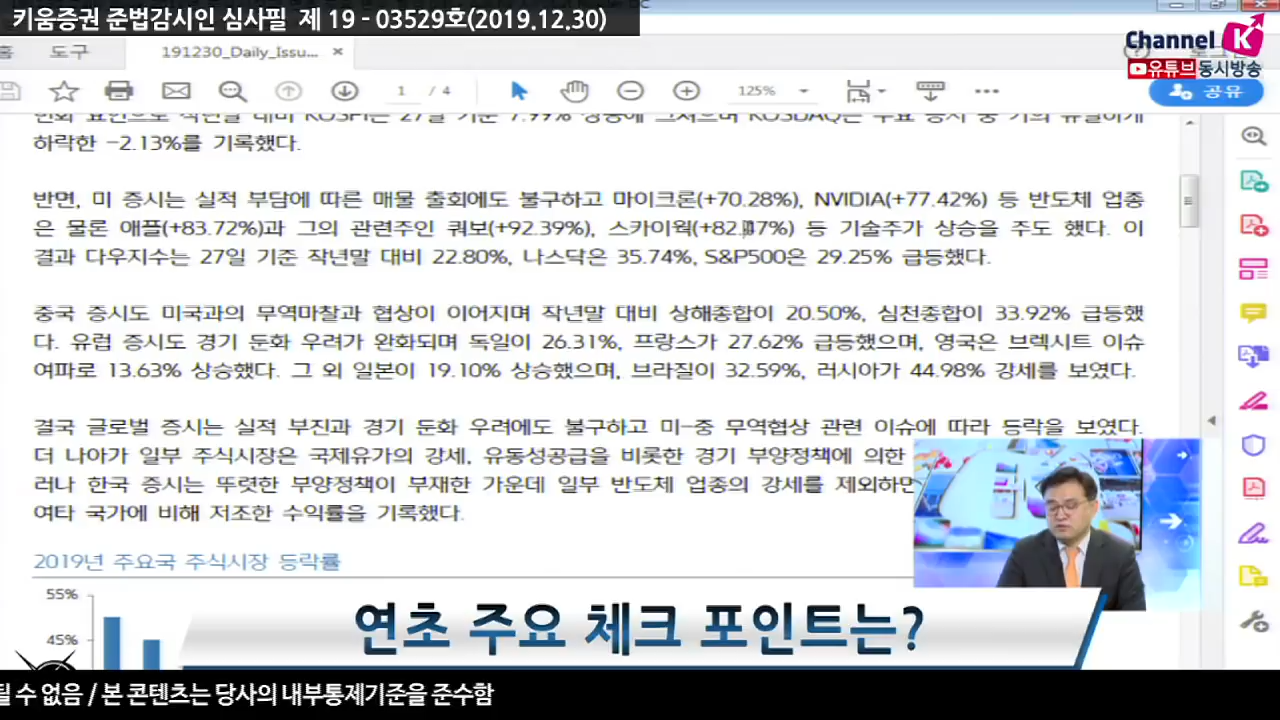 키움증권 준법감시인 심사필 제 19 - 03529호(2019.12.30)
Channel K
유튜브 동시방송
도구
191230_Daily_Issu... ×
1 / 4
125%
공유
7.99%
하락한 -2.13%를 기록했다.
반면, 미 증시는 실적 부담에 따른 매물 출회에도 불구하고 마이크론(+70.28%), NVIDIA(+77.42%) 등 반도체 업종
은 물론 애플(+83.72%)과 그의 관련주인 쿼보(+92.39%), 스카이웍 등 기술주가 상승을 주도 했다. 이
결과 다우지수는 27일 기준 작년말 대비 22.80%, 나스닥은 35.74%, S&P500은 29.25% 급등했다.
중국 증시도 미국과의 무역마찰과 협상이 이어지며 작년말 대비 상해종합이 20.50%, 심천종합이 33.92% 급등했
다. 유럽 증시도 경기 둔화 우려가 완화되며 독일이 26.31%, 프랑스가 27.62% 급등했으며, 영국은 브렉시트 이슈
여파로 13.63% 상승했다. 그 외 일본이 19.10% 상승했으며, 브라질이 32.59%, 러시아가 44.98% 강세를 보였다.
결국 글로벌 증시는 실적 부진과 경기 둔화 우려에도 불구하고 미-중 무역협상 관련 이슈에 따라 등락을 보였다.
더 나아가 일부 주식시장은 국제유가의 강세, 유동성공급을 비롯한 경기 부양정책에 의한
러나 한국 증시는 뚜렷한 부양정책이 부재한 가운데 일부 반도체 업종의 강세를 제외하면
여타 국가에 비해 저조한 수익률을 기록했다.
2019년 주요국 주식시장 등락률
55%
45%
연초 주요 체크 포인트는?
될 수 없음 / 본 콘텐츠는 당사의 내부통제기준을 준수함